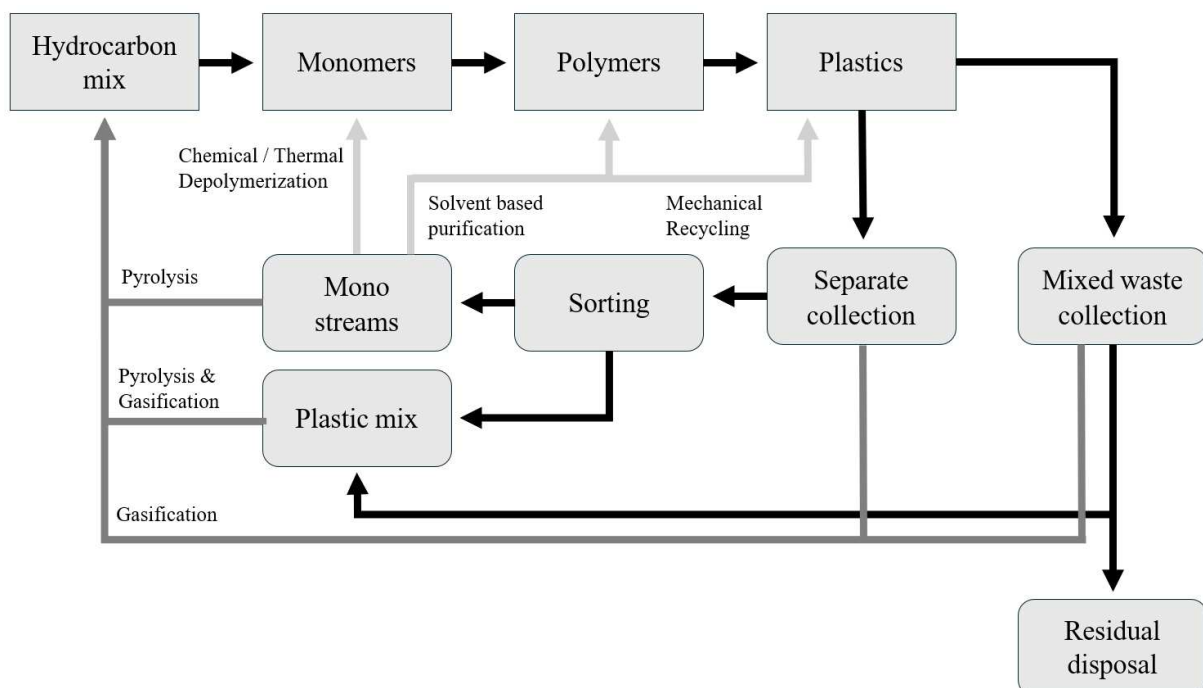 Hydrocarbon
mix
Monomers
Polymers
Plastics
Chemical / Thermal
Depolymerization
Solvent based
purification
Mechanical
Recycling
Pyrolysis
Mono
streams
Sorting
Separate
collection
Mixed waste
collection
Pyrolysis &
Gasification
Plastic mix
Gasification
Residual
disposal